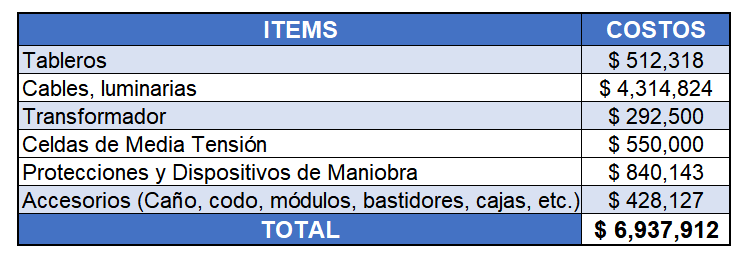 ITEMS COSTOS
Tableros $ 512,318
Cables, luminarias $ 4,314,824
Transformador $ 292,500
Celdas de Media Tensión $ 550,000
Protecciones y Dispositivos de Maniobra $ 840,143
Accesorios (Caño, codo, módulos, bastidores, cajas, etc.) $ 428,127
TOTAL $ 6,937,912